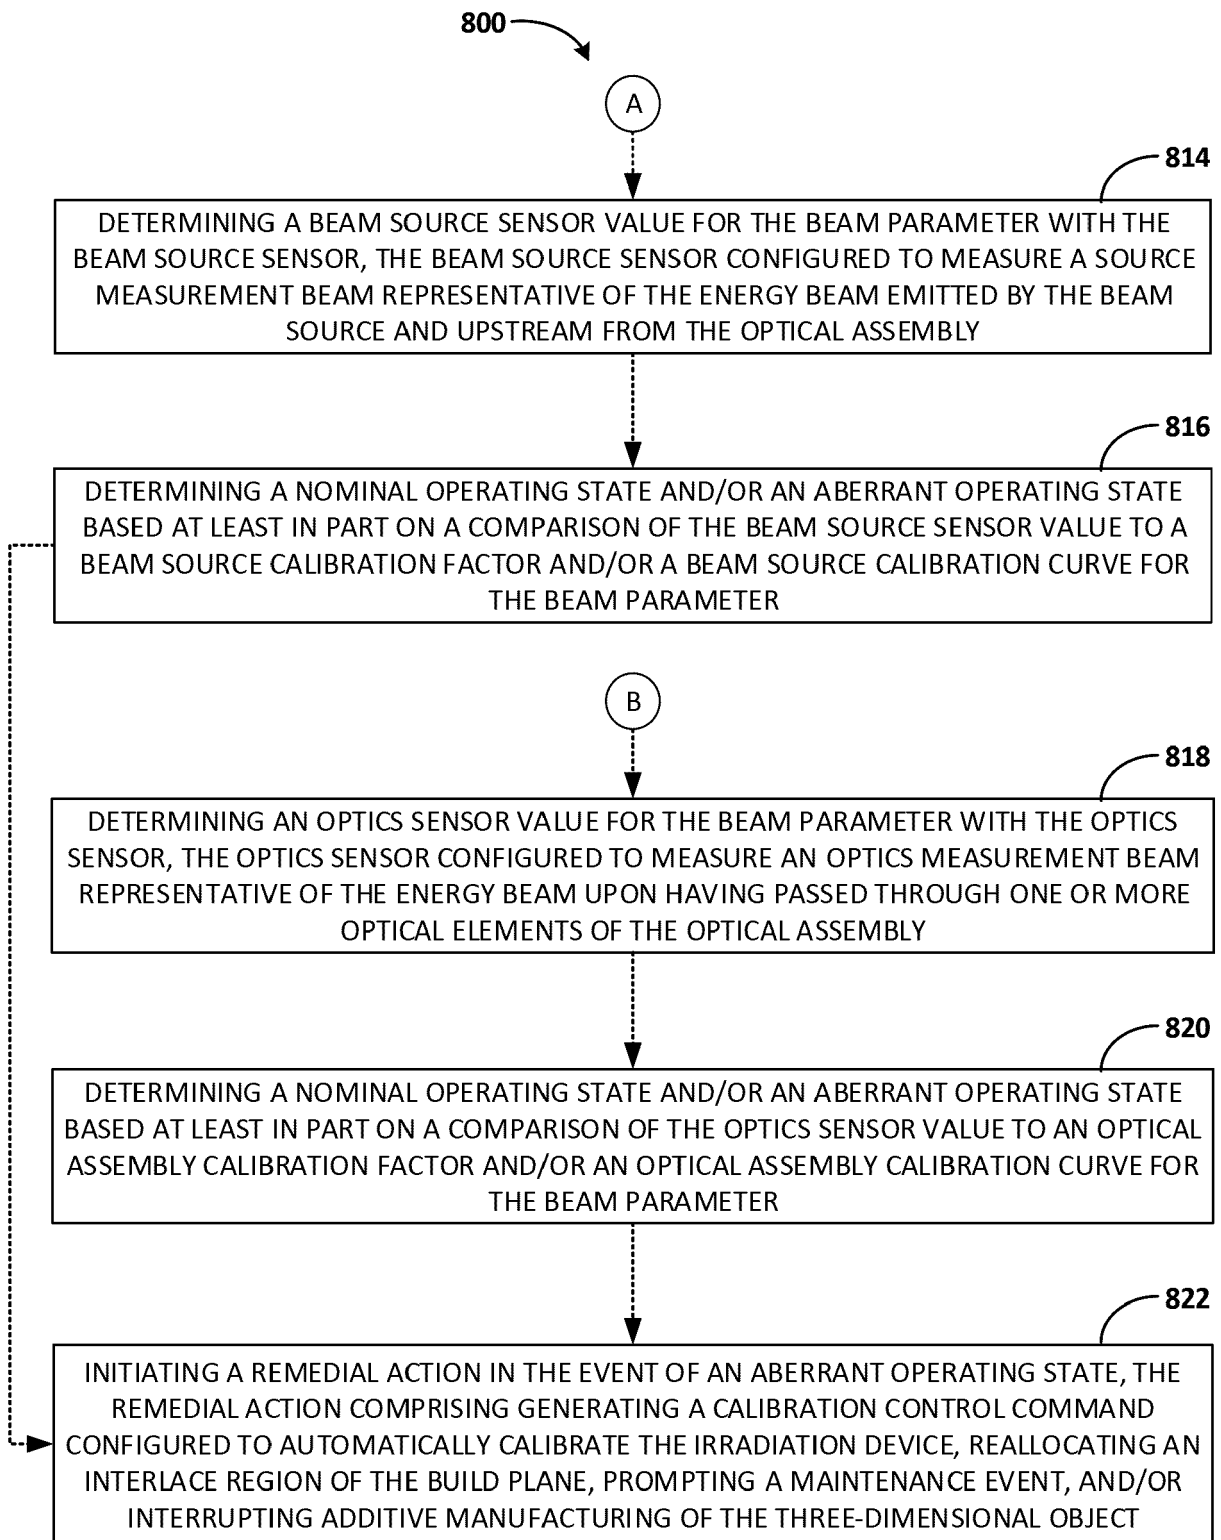 800
A
814
DETERMINING A BEAM SOURCE SENSOR VALUE FOR THE BEAM PARAMETER WITH THE
BEAM SOURCE SENSOR, THE BEAM SOURCE SENSOR CONFIGURED TO MEASURE A SOURCE
MEASUREMENT BEAM REPRESENTATIVE OF THE ENERGY BEAM EMITTED BY THE BEAM
SOURCE AND UPSTREAM FROM THE OPTICAL ASSEMBLY
816
DETERMINING A NOMINAL OPERATING STATE AND/OR AN ABERRANT OPERATING STATE
BASED AT LEAST IN PART ON A COMPARISON OF THE BEAM SOURCE SENSOR VALUE TO A
BEAM SOURCE CALIBRATION FACTOR AND/OR A BEAM SOURCE CALIBRATION CURVE FOR
THE BEAM PARAMETER
B
818
DETERMINING AN OPTICS SENSOR VALUE FOR THE BEAM PARAMETER WITH THE OPTICS
SENSOR, THE OPTICS SENSOR CONFIGURED TO MEASURE AN OPTICS MEASUREMENT BEAM
REPRESENTATIVE OF THE ENERGY BEAM UPON HAVING PASSED THROUGH ONE OR MORE
OPTICAL ELEMENTS OF THE OPTICAL ASSEMBLY
820
DETERMINING A NOMINAL OPERATING STATE AND/OR AN ABERRANT OPERATING STATE
BASED AT LEAST IN PART ON A COMPARISON OF THE OPTICS SENSOR VALUE TO AN OPTICAL
ASSEMBLY CALIBRATION FACTOR AND/OR AN OPTICAL ASSEMBLY CALIBRATION CURVE FOR
THE BEAM PARAMETER
822
INITIATING A REMEDIAL ACTION IN THE EVENT OF AN ABERRANT OPERATING STATE, THE
REMEDIAL ACTION COMPRISING GENERATING A CALIBRATION CONTROL COMMAND
CONFIGURED TO AUTOMATICALLY CALIBRATE THE IRRADIATION DEVICE, REALLOCATING AN
INTERLACE REGION OF THE BUILD PLANE, PROMPTING A MAINTENANCE EVENT, AND/OR
INTERRUPTING ADDITIVE MANUFACTURING OF THE THREE-DIMENSIONAL OBJECT